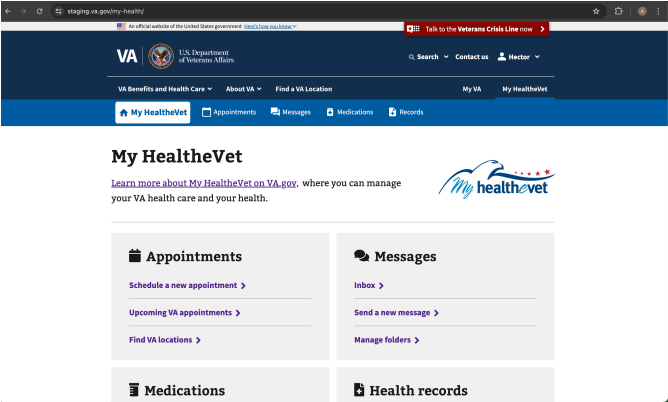 staging.va.gov/my-health/
An official website of the United States government Here's how you know
Talk to the Veterans Crisis Line now
VA
U.S. Department
of Veterans Affairs
Search Contact us Hector
VA Benefits and Health Care About VA Find a VA Location My VA My HealtheVet
My HealtheVet Appointments Messages Medications Records
My HealtheVet
Learn more about My HealtheVet on VA.gov, where you can manage
your VA health care and your health.
My healthevet
Appointments
Schedule a new appointment
Upcoming VA appointments
Find VA locations
Messages
Inbox
Send a new message
Manage folders
Medications
Health records